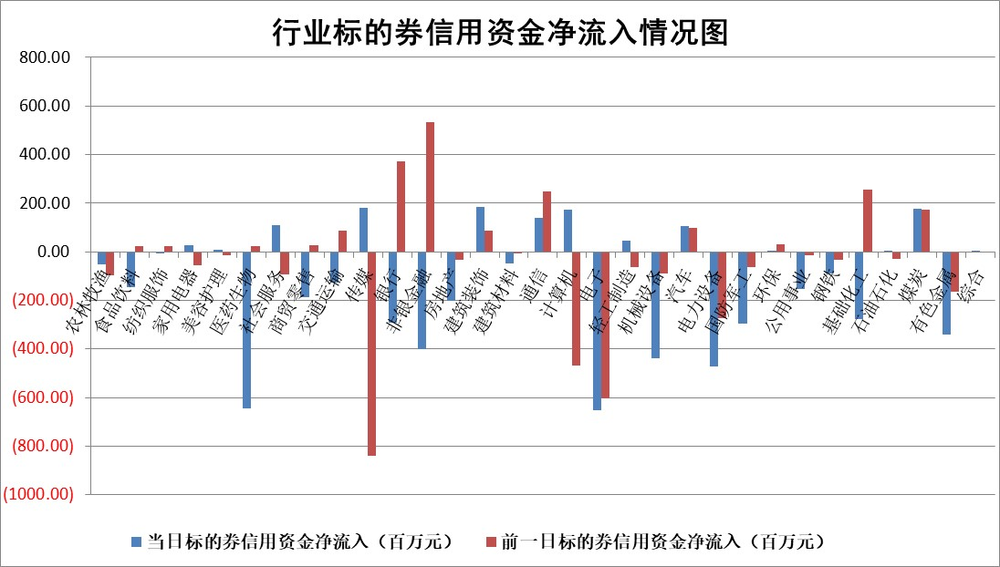 行业标的券信用资金净流入情况图
800.00
600.00
400.00
200.00
0.00
(200.00)
(400.00)
(600.00)
(800.00)
(1000.00)
农林牧渔
食品饮料
纺织服饰
家用电器
美容护理
医药生物
社会服务
商贸零售
交通运输
传媒
银行
非银金融
房地产
建筑装饰
建筑材料
通信
计算机
电子
轻工制造
机械设备
汽车
电力设备
国防军工
环保
公用事业
钢铁
基础化工
石油石化
煤炭
有色金属
综合
当日标的券信用资金净流入（百万元）
前一日标的券信用资金净流入（百万元）